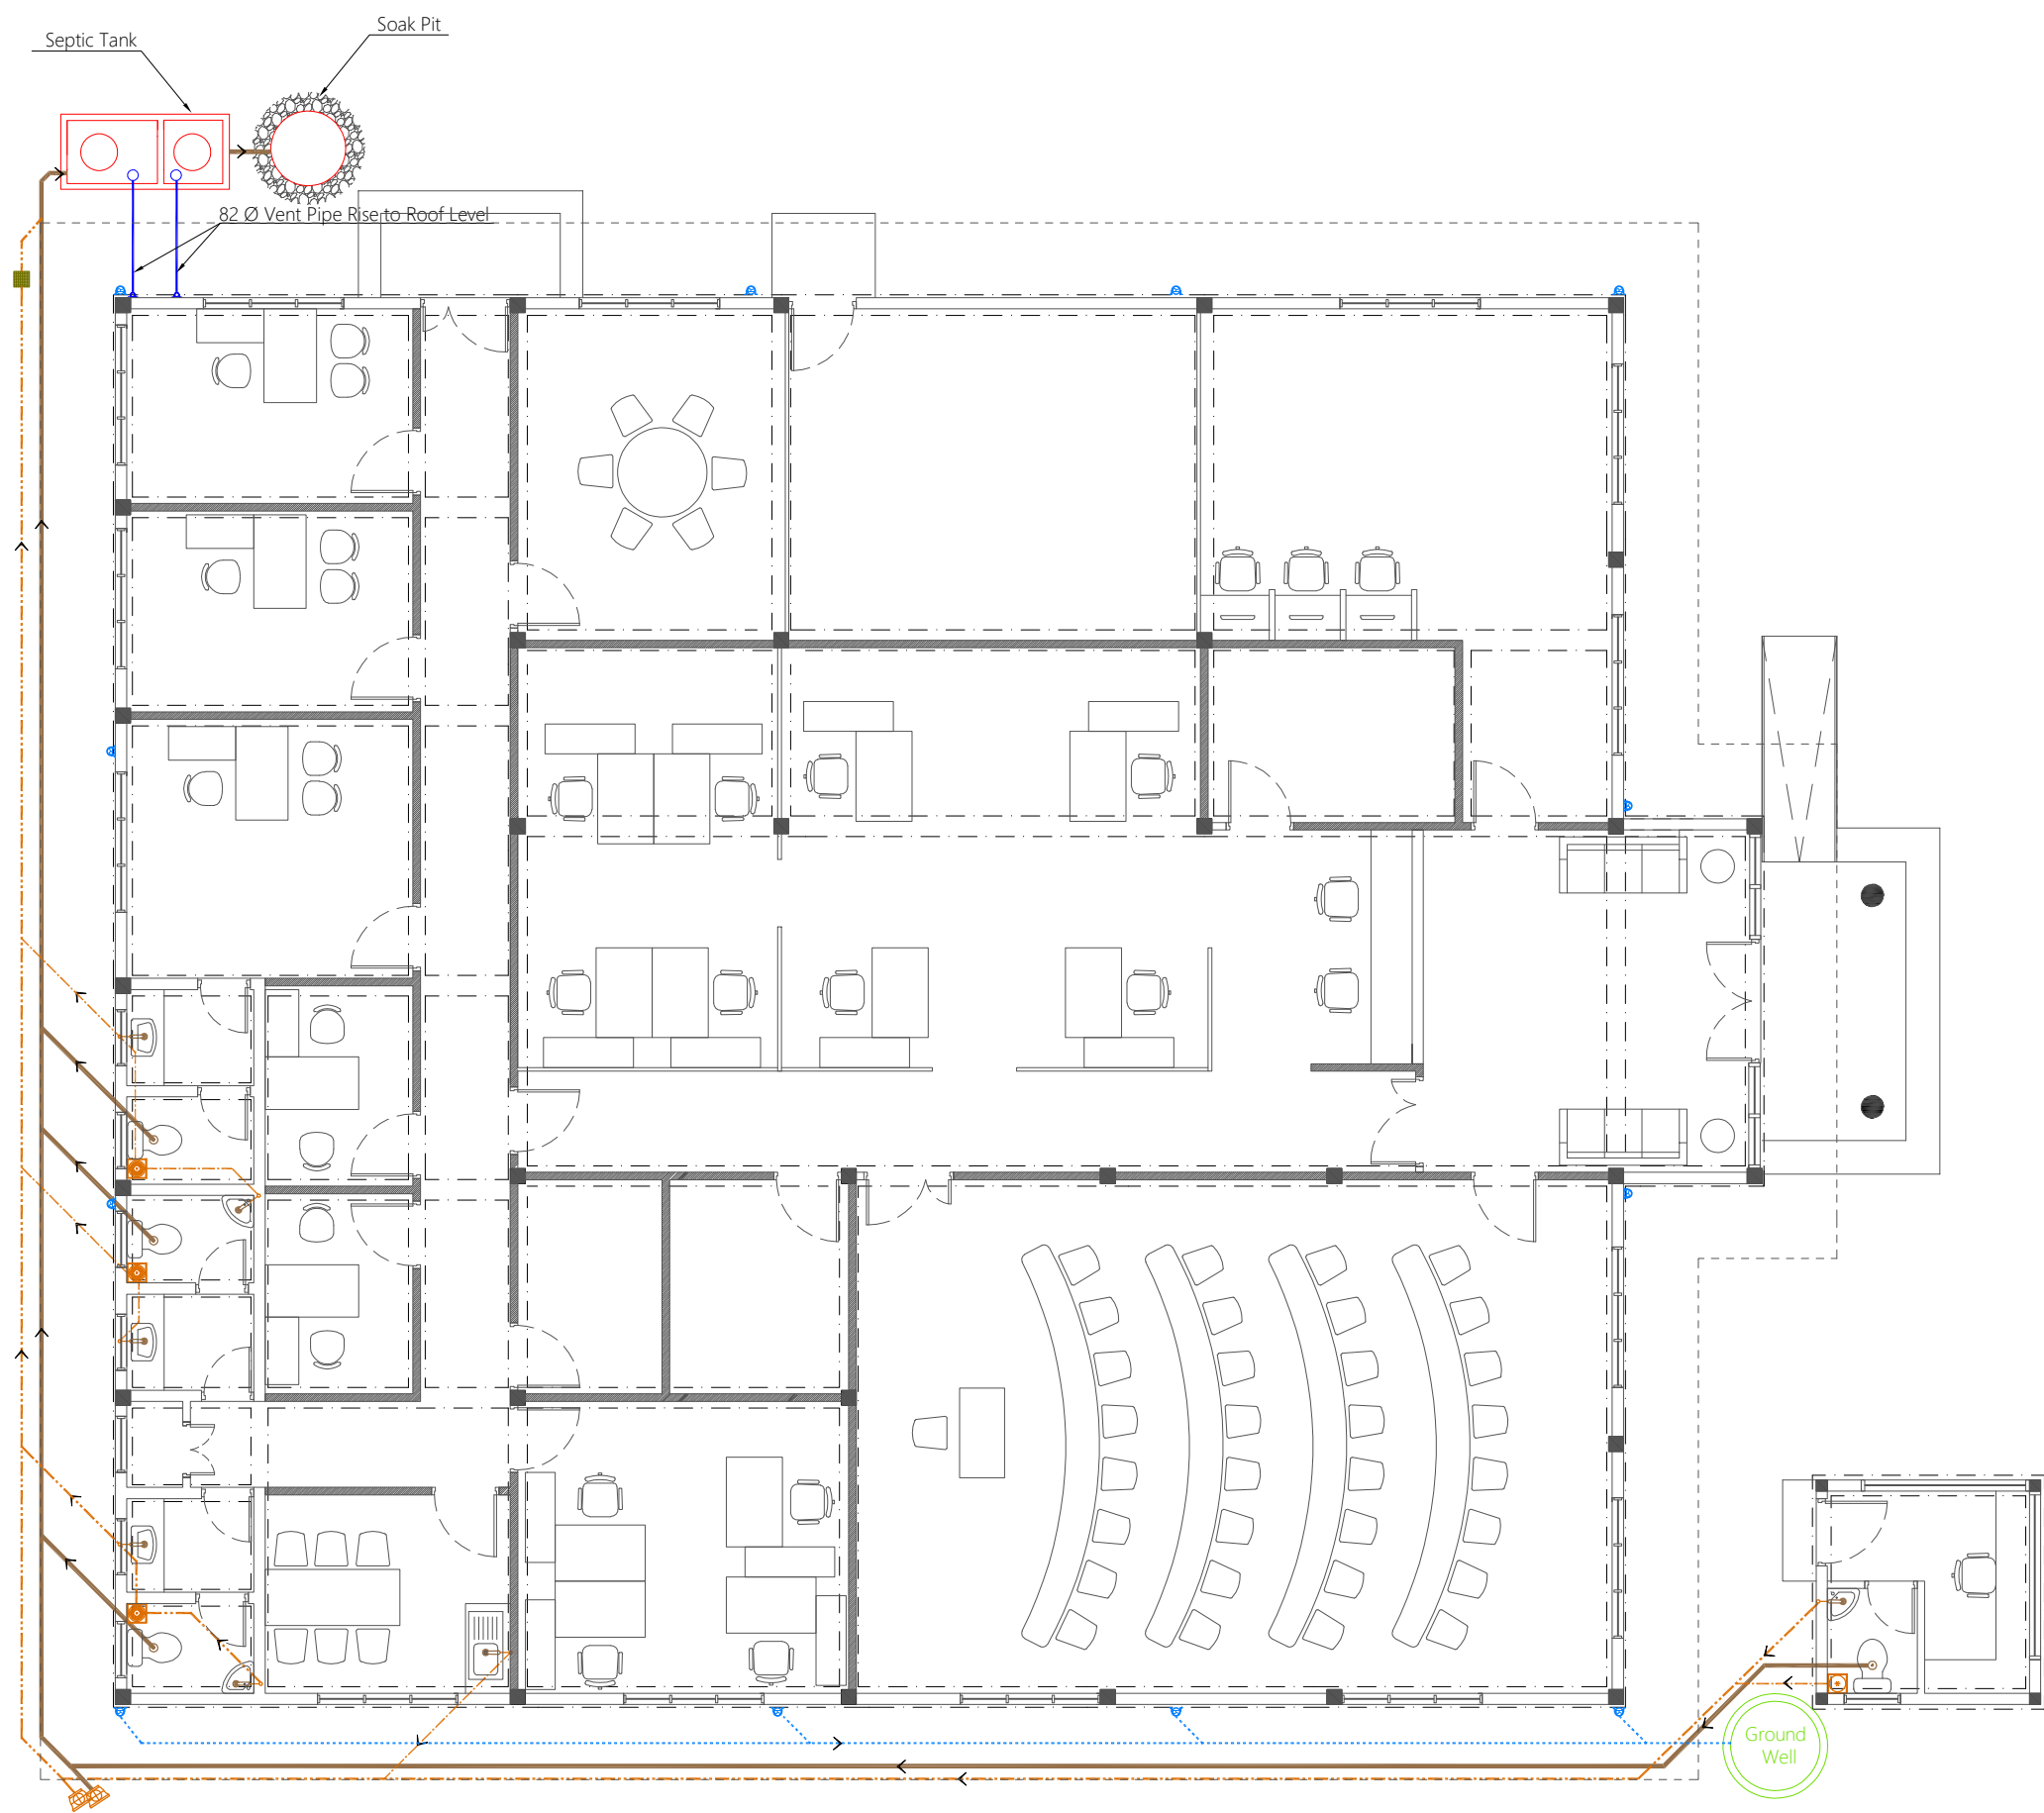 Soak Pit
Septic Tank
82 Ø Vent Pipe Rise to Roof Level
Ground
Well